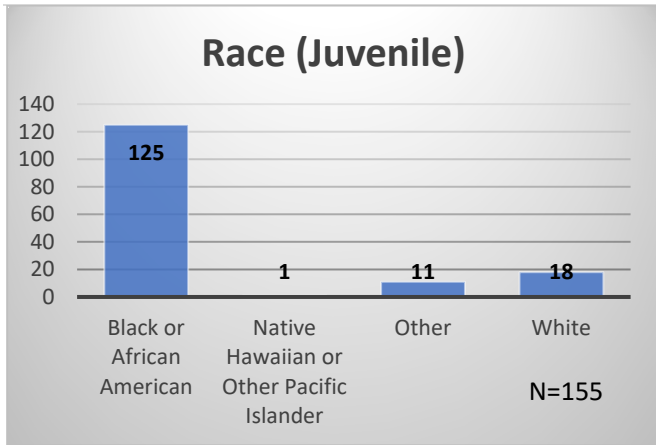 Race (Juvenile)
140
120
100
80
60
40
20
0
125
1
11
18
Black or
African
American
Native
Hawaiian or
Other Pacific
Islander
Other
White
N=155